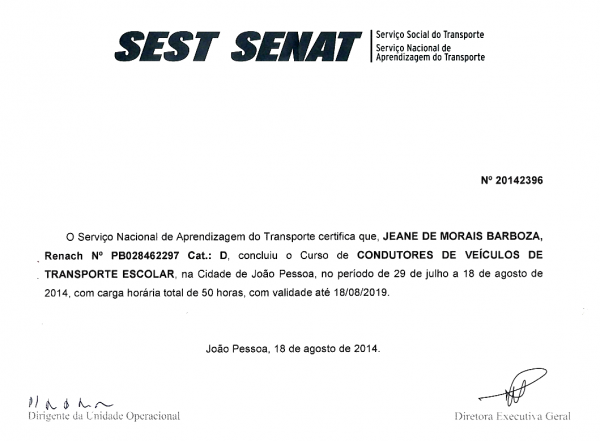 SEST SENAT
Serviço Social do Transporte
Serviço Nacional de
Aprendizagem do Transporte
Nº 20142396
O Serviço Nacional de Aprendizagem do Transporte certifica que, JEANE DE MORAIS BARBOZA,
Renach Nº PB028462297 Cat.: D, concluiu o Curso de CONDUTORES DE VEÍCULOS DE
TRANSPORTE ESCOLAR, na Cidade de João Pessoa, no período de 29 de julho a 18 de agosto de
2014, com carga horária total de 50 horas, com validade até 18/08/2019.
João Pessoa, 18 de agosto de 2014.
Dirigente da Unidade Operacional
Diretora Executiva Geral